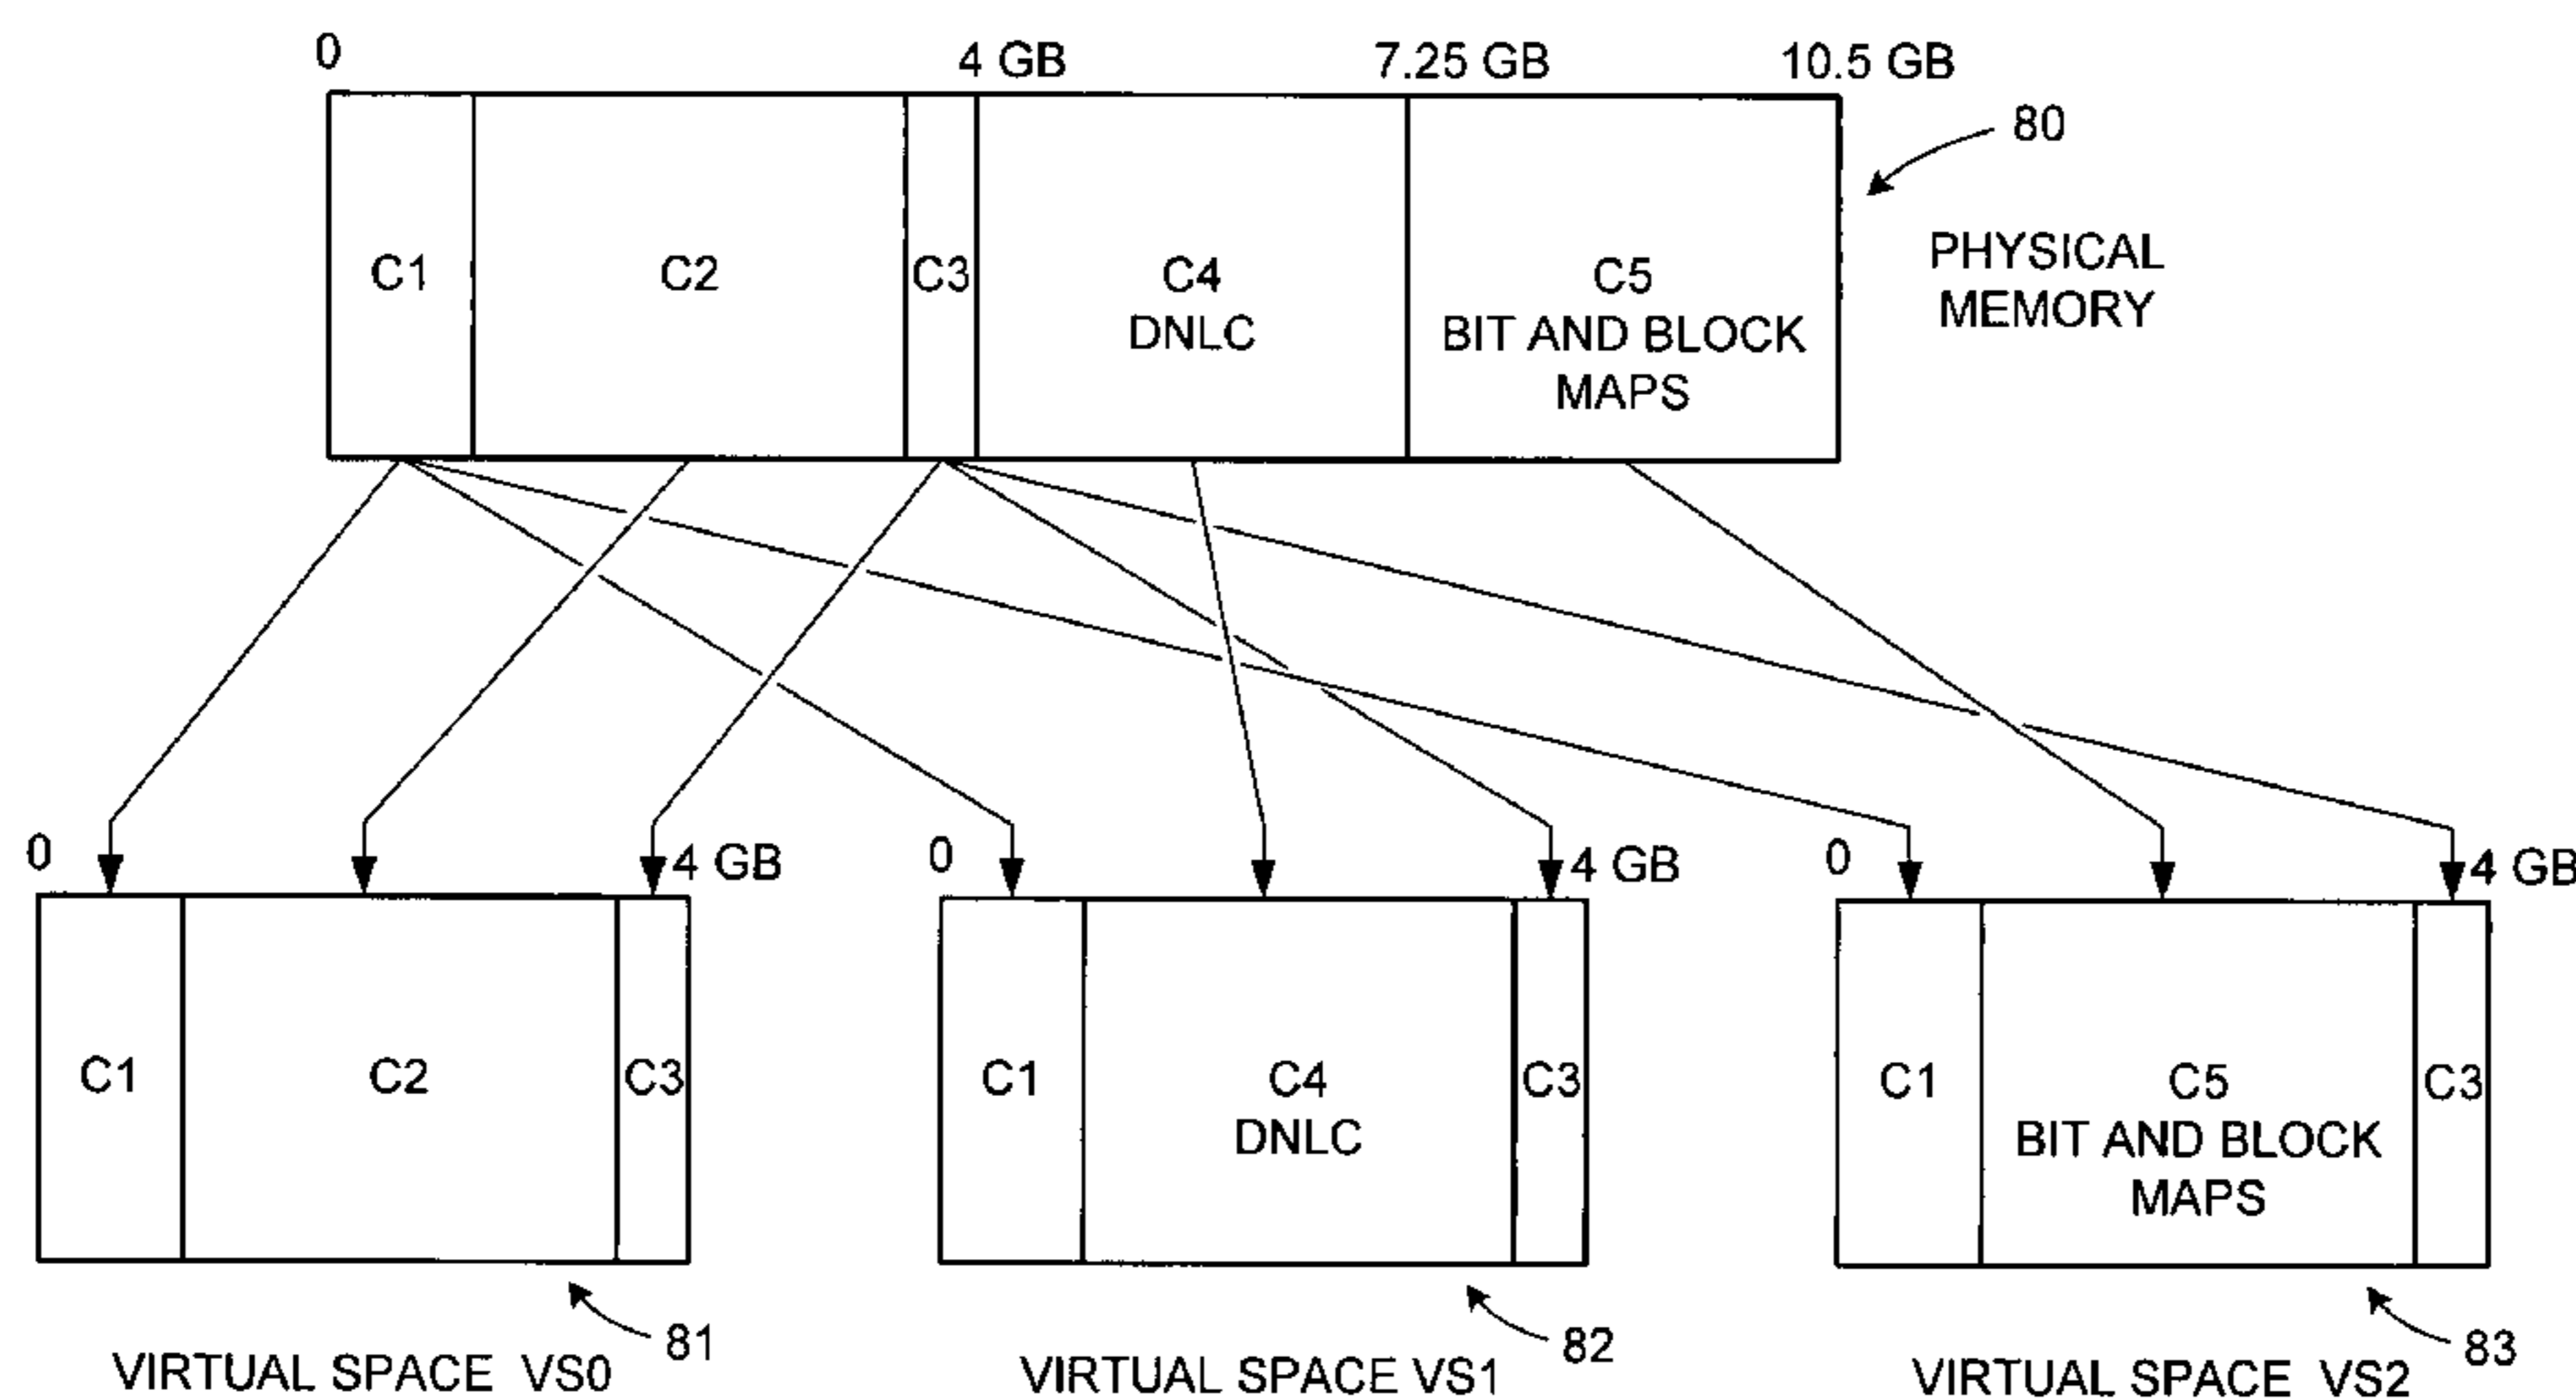 0
4 GB
7.25 GB
10.5 GB
80
PHYSICAL
MEMORY
C1
C2
C3
C4
DNLC
C5
BIT AND BLOCK
MAPS
0
4 GB
0
4 GB
0
4 GB
C1
C2
C3
C1
C4
DNLC
C3
C1
C5
BIT AND BLOCK
MAPS
C3
81
VIRTUAL SPACE VS0
82
VIRTUAL SPACE VS1
83
VIRTUAL SPACE VS2